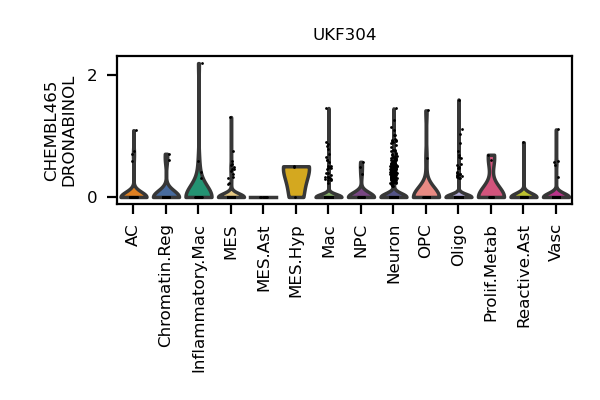 UKF304
CHEMBL465
DRONABINOL
2
0
AC
Chromatin.Reg
Inflammatory.Mac
MES
MES.Ast
MES.Hyp
Mac
NPC
Neuron
OPC
Oligo
Prolif.Metab
Reactive.Ast
Vasc